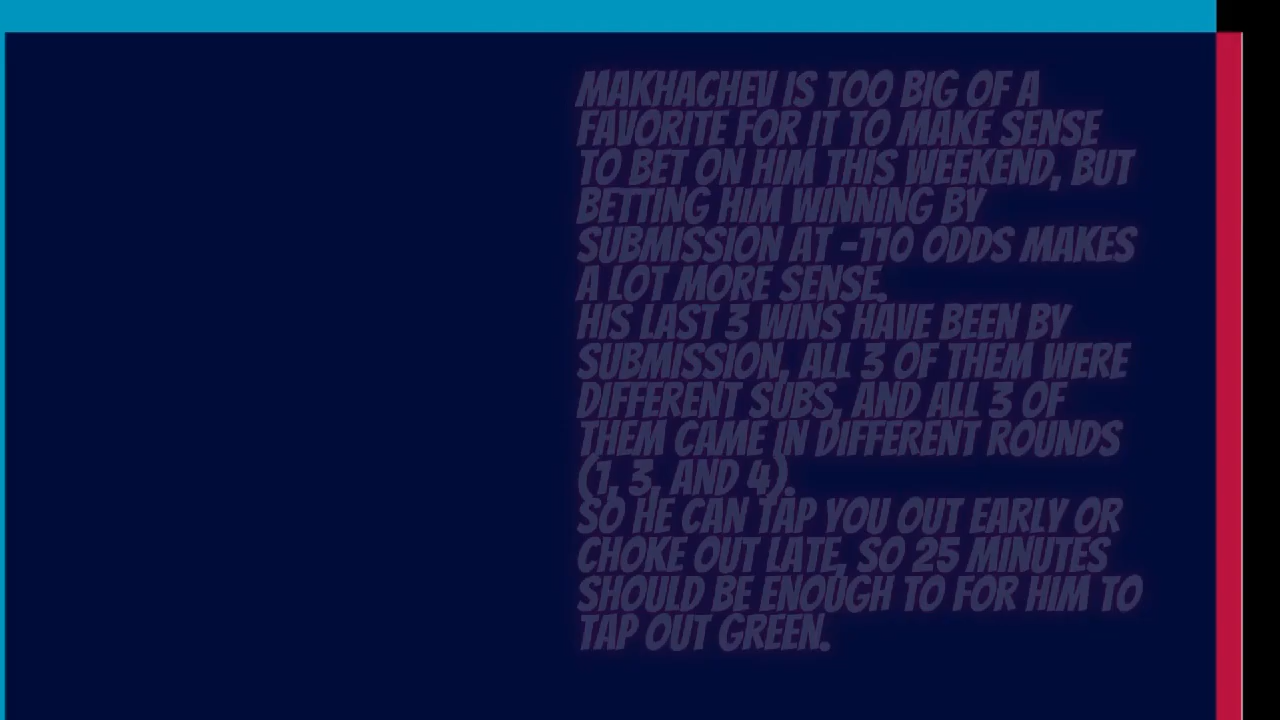 MAKHACHEV IS TOO BIG OF A
FAVORITE FOR IT TO MAKE SENSE
TO BET ON HIM THIS WEEKEND, BUT
BETTING HIM WINNING BY
SUBMISSION AT -110 ODDS MAKES
A LOT MORE SENSE.
HIS LAST 3 WINS HAVE BEEN BY
SUBMISSION, ALL 3 OF THEM WERE
DIFFERENT SUBS, AND ALL 3 OF
THEM CAME IN DIFFERENT ROUNDS
(1, 3, AND 4).
SO HE CAN TAP YOU OUT EARLY OR
CHOKE OUT LATE, SO 25 MINUTES
SHOULD BE ENOUGH TO FOR HIM TO
TAP OUT GREEN.